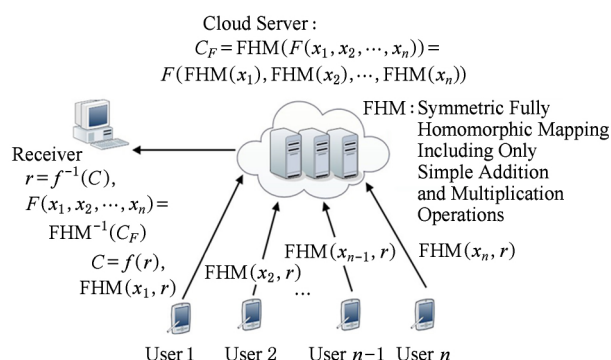 Cloud Server :
C_F = FHM(F(x_1, x_2, ⋯, x_n)) =
F(FHM(x_1), FHM(x_2), ⋯, FHM(x_n))
FHM : Symmetric Fully
Homomorphic Mapping
Including Only
Simple Addition
and Multiplication
Operations
Receiver
r = f^{-1}(C),
F(x_1, x_2, ⋯, x_n) =
FHM^{-1}(C_F)
C = f(r),
FHM(x_1, r)
FHM(x_2, r)
...
FHM(x_{n-1}, r)
FHM(x_n, r)
User 1 User 2 User n−1 User n